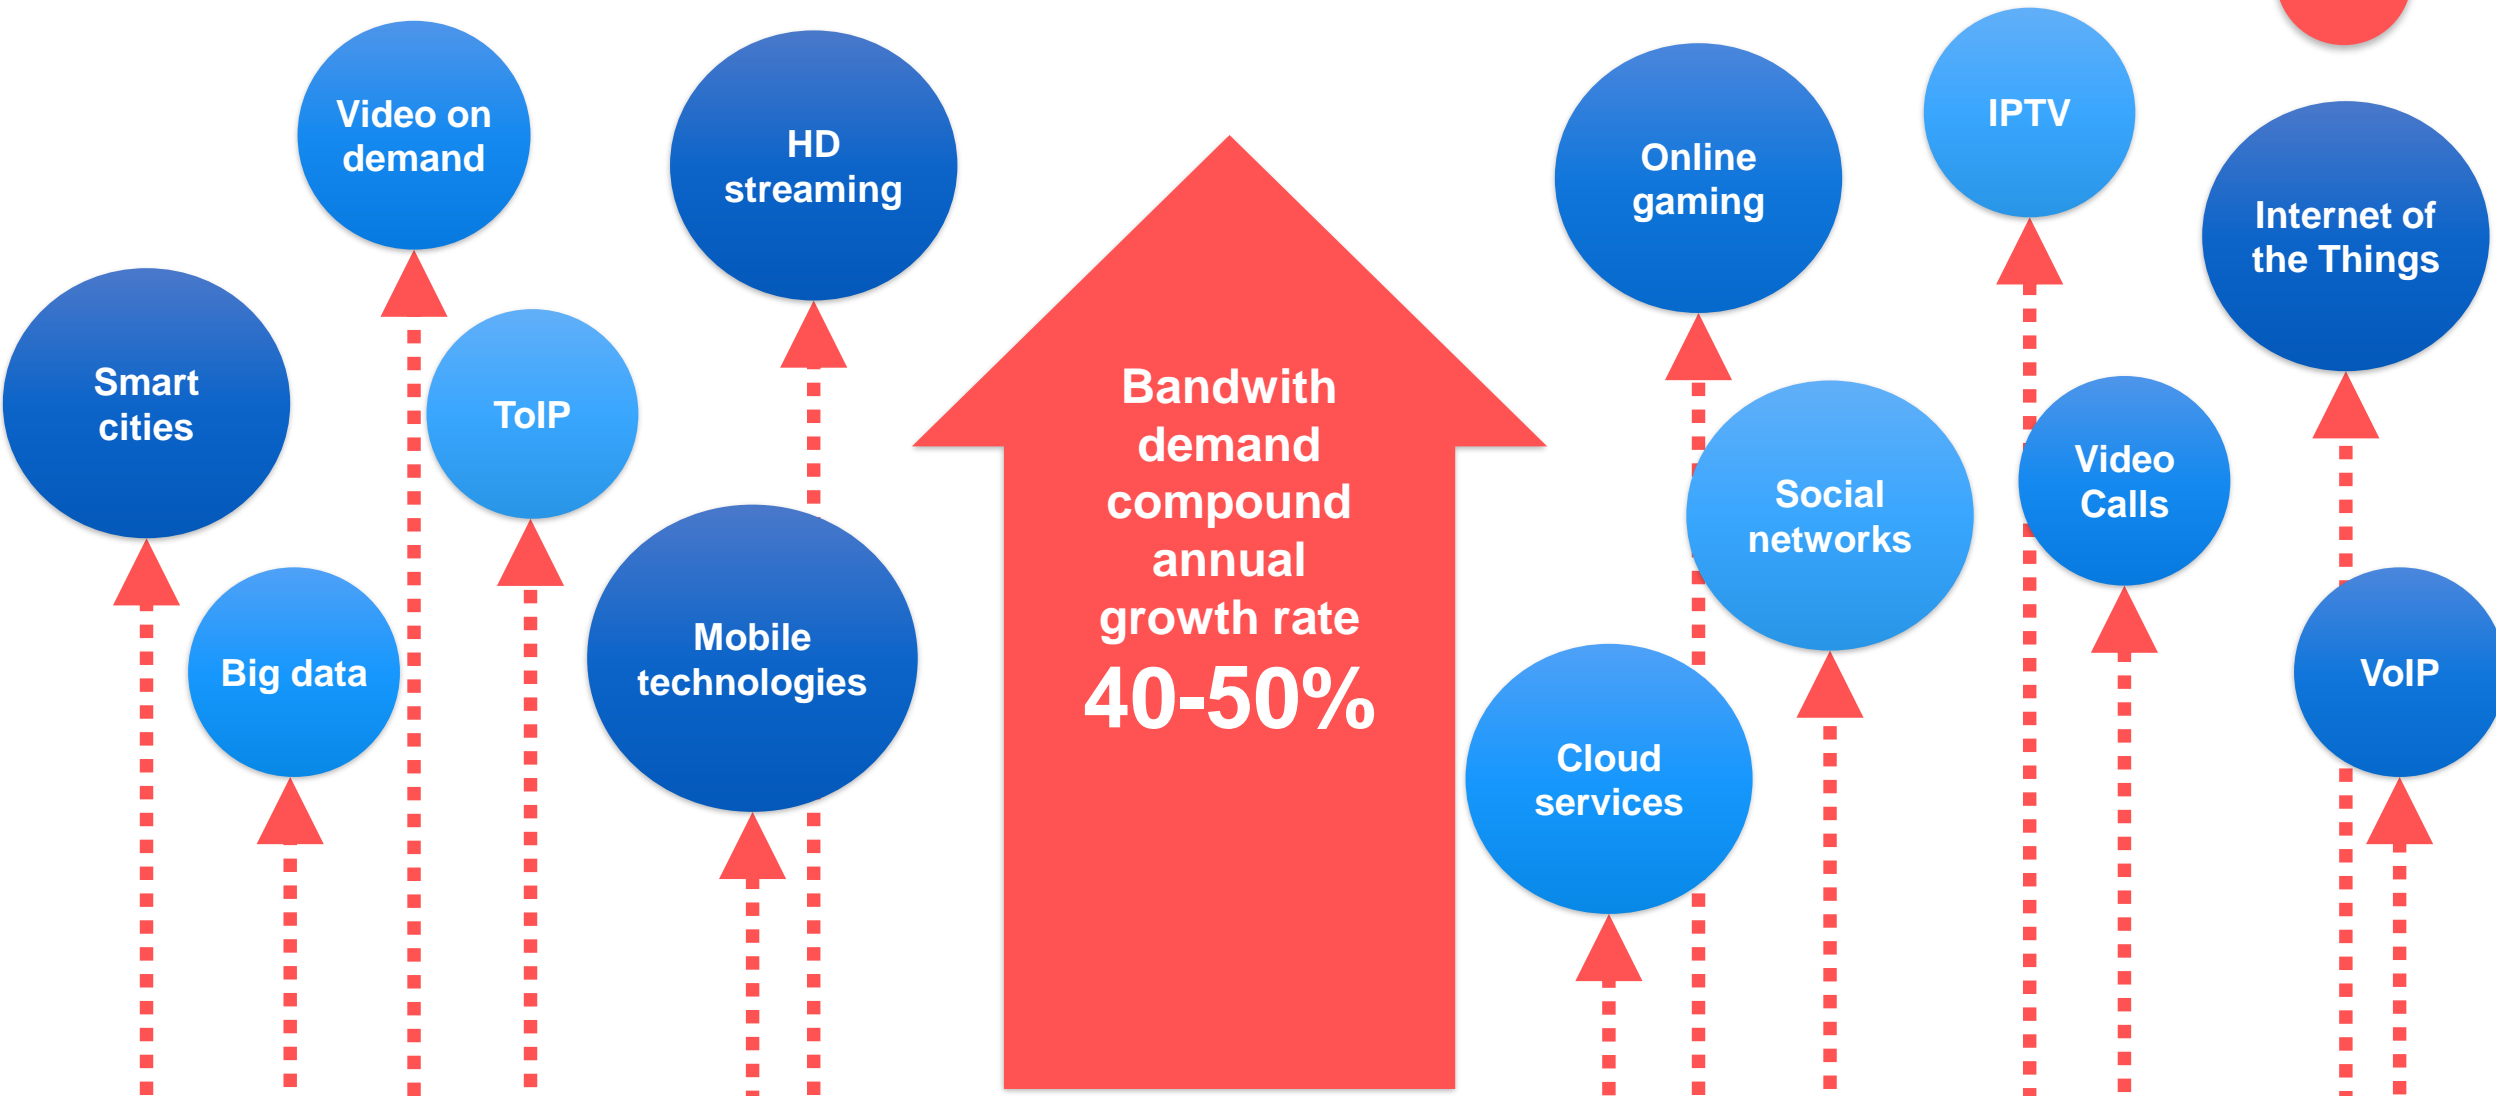 Video on
demand
HD
streaming
Online
gaming
IPTV
Internet of
the Things
Smart
cities
ToIP
Bandwith
demand
compound
annual
growth rate
40-50%
Social
networks
Video
Calls
Big data
Mobile
technologies
Cloud
services
VoIP